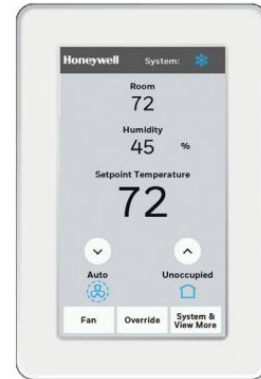 Honeywell System:
Room
72
Humidity
45 %
Setpoint Temperature
72
Auto Unoccupied
Fan Override System &
View More